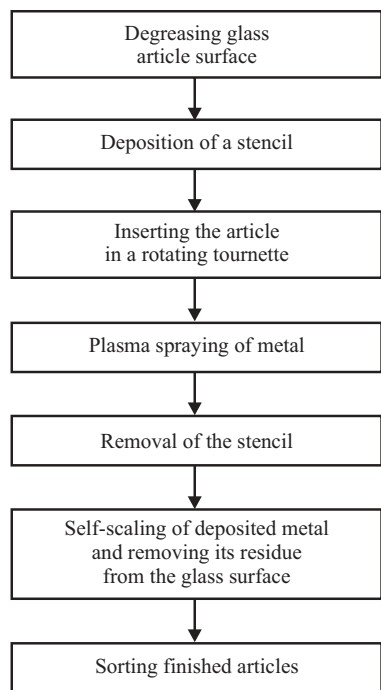 Degreasing glass
article surface
Deposition of a stencil
Inserting the article
in a rotating tournette
Plasma spraying of metal
Removal of the stencil
Self-scaling of deposited metal
and removing its residue
from the glass surface
Sorting finished articles